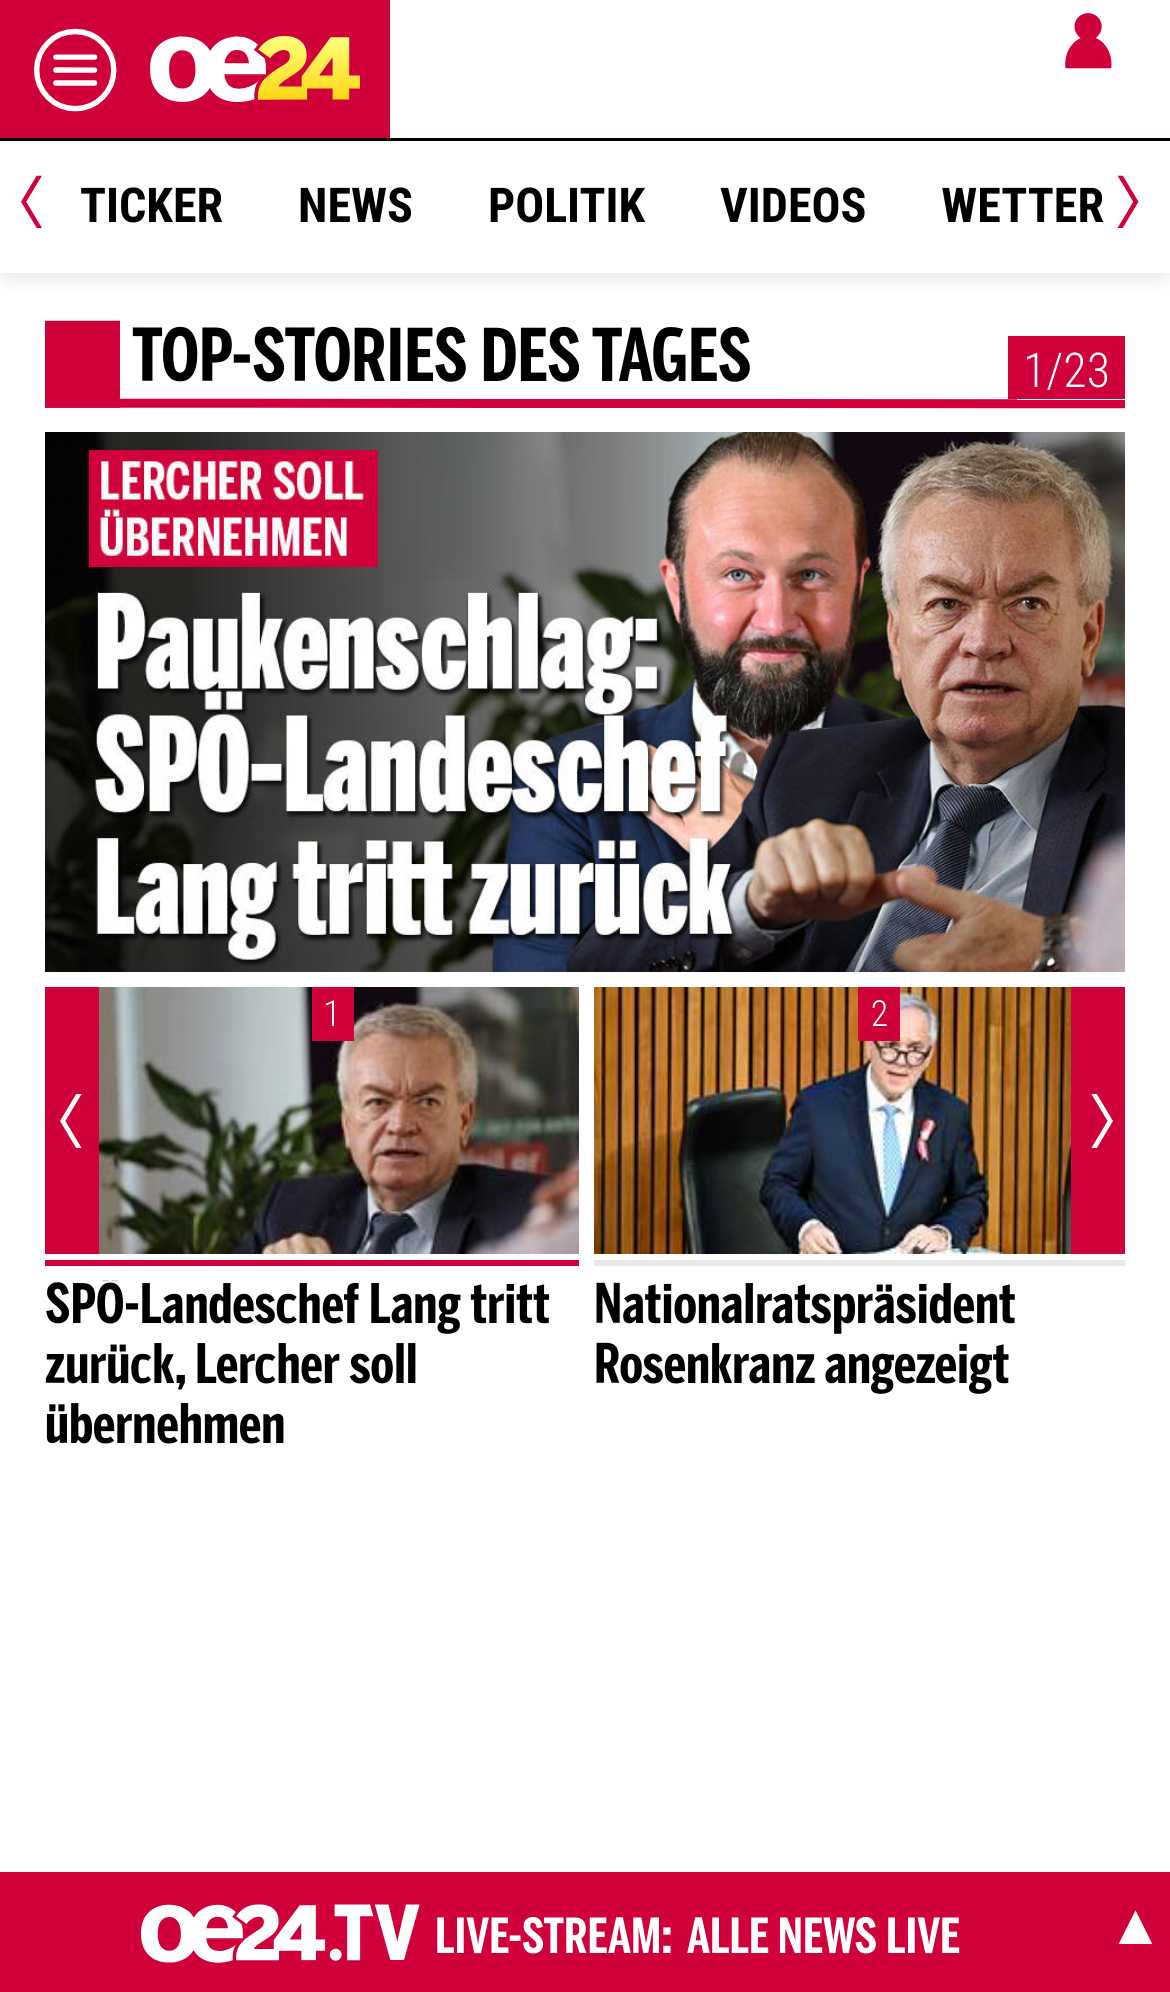 oe24
TICKER NEWS POLITIK VIDEOS WETTER
TOP-STORIES DES TAGES
1/23
LERCHER SOLL
ÜBERNEHMEN
Paukenschlag:
SPÖ-Landeschef
Lang tritt zurück
1
2
SPÖ-Landeschef Lang tritt
zurück, Lercher soll
übernehmen
Nationalratspräsident
Rosenkranz angezeigt
oe24.TV LIVE-STREAM: ALLE NEWS LIVE